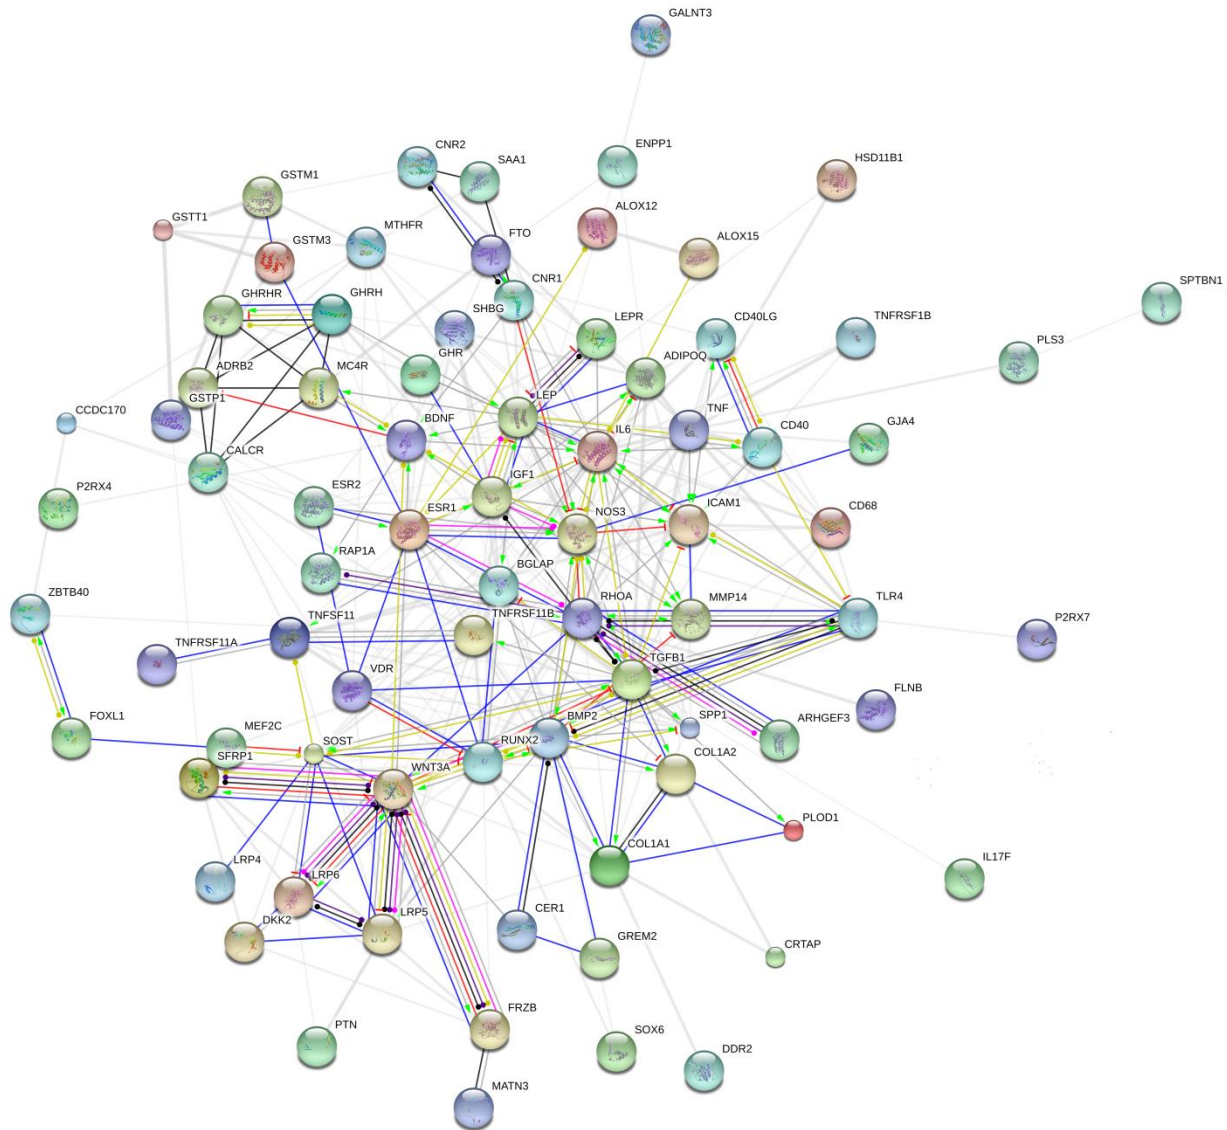 GALNT3
CNR2
SAA1
ENPP1
HSD11B1
GSTM1
GSTT1
MTHFR
FTO
ALOX12
ALOX15
GSTM3
CNR1
SPTBN1
GHRHR
GHRH
SHBG
LEPR
CD40LG
TNFRSF1B
PLS3
ADRB2
MC4R
GHR
ADIPOQ
GSTP1
LEP
TNF
CCDC170
BDNF
IL6
CD40
GJA4
CALCR
IGF1
P2RX4
ESR2
ESR1
NOS3
ICAM1
CD68
RAP1A
BGLAP
ZBTB40
RHOA
MMP14
TLR4
TNFSF11
TNFRSF11B
P2RX7
TNFRSF11A
VDR
TGFB1
FLNB
FOXL1
MEF2C
SOST
RUNX2
BMP2
SPP1
ARHGEF3
SFRP1
WNT3A
COL1A2
PLOD1
LRP4
LRP6
COL1A1
IL17F
DKK2
LRP5
CER1
GREM2
CRTAP
FRZB
PTN
SOX6
DDR2
MATN3